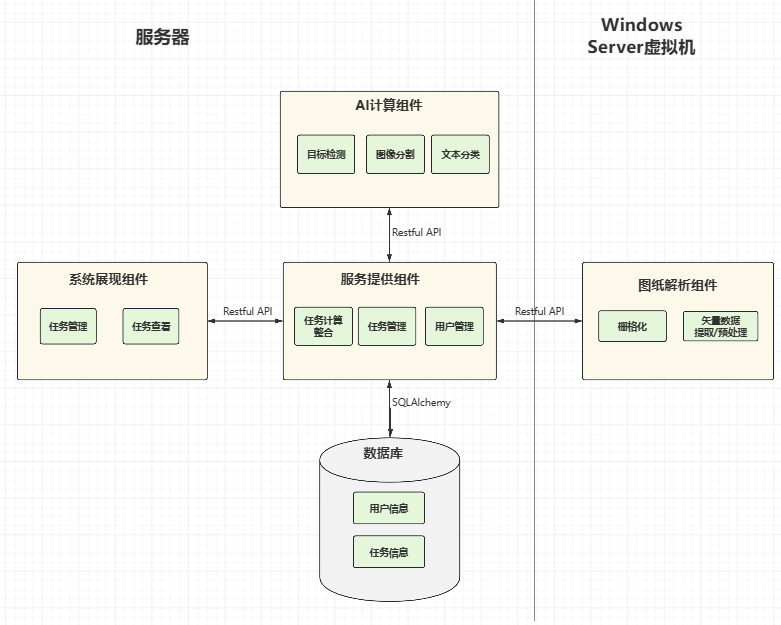 服务器
Windows
Server虚拟机
AI计算组件
目标检测
图像分割
文本分类
Restful API
系统展现组件
任务管理
任务查看
Restful API
服务提供组件
任务计算
整合
任务管理
用户管理
Restful API
图纸解析组件
栅格化
矢量数据
提取/预处理
SQLAlchemy
数据库
用户信息
任务信息